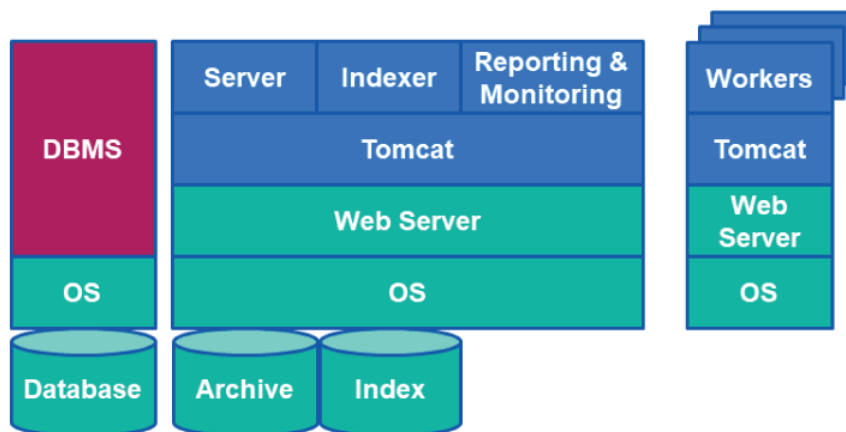 DBMS
OS
Database
Server
Indexer
Reporting &
Monitoring
Tomcat
Web Server
OS
Archive
Index
Workers
Tomcat
Web
Server
OS